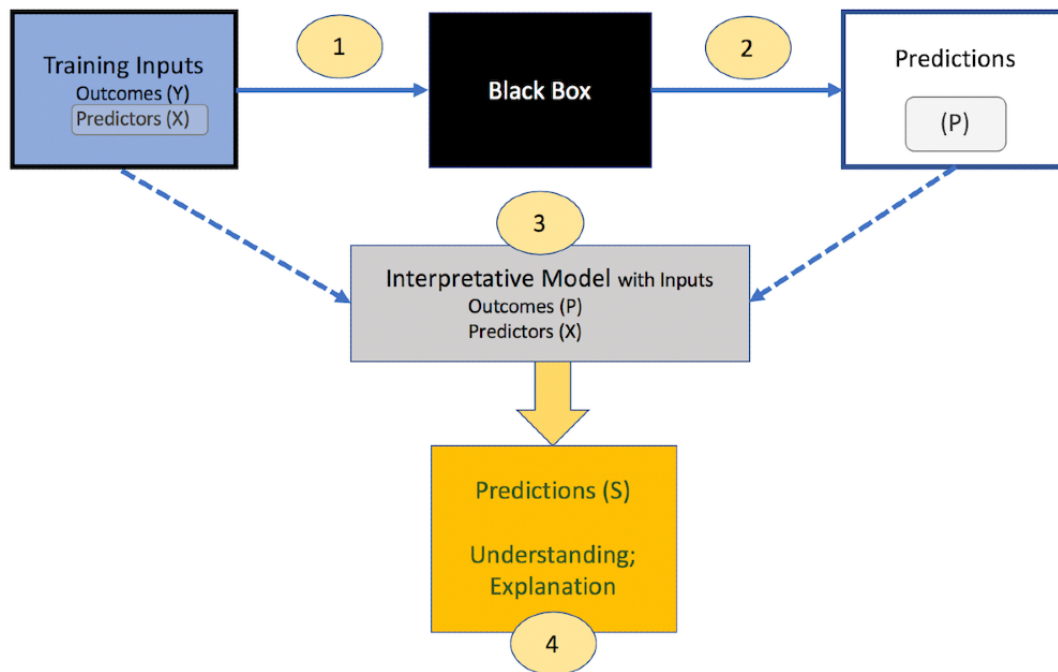 1
2
Training Inputs
Outcomes (Y)
Predictors (X)
Black Box
Predictions
(P)
3
Interpretative Model with Inputs
Outcomes (P)
Predictors (X)
Predictions (S)
Understanding;
Explanation
4